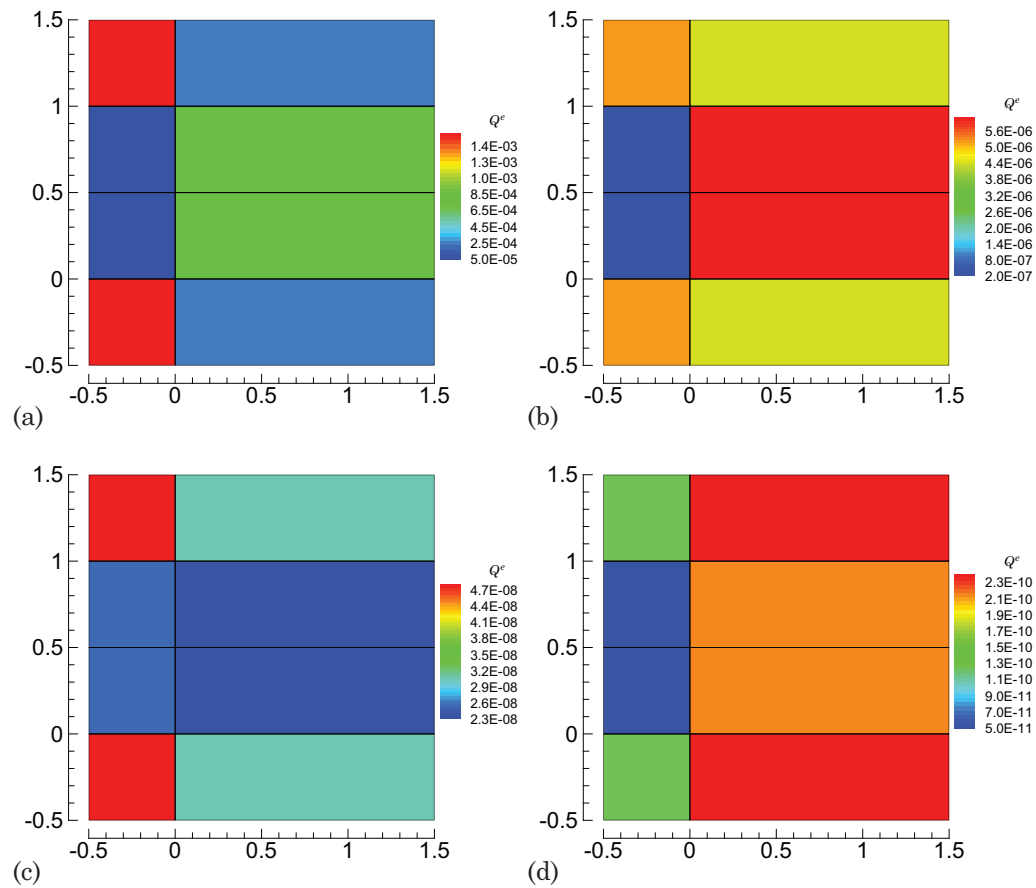 1.5
1
0.5
0
-0.5
-0.5 0 0.5 1 1.5
Q^e
1.4E-03
1.3E-03
1.0E-03
8.5E-04
6.5E-04
4.5E-04
2.5E-04
5.0E-05
(a)
1.5
1
0.5
0
-0.5
-0.5 0 0.5 1 1.5
Q^e
5.6E-06
5.0E-06
4.4E-06
3.8E-06
3.2E-06
2.6E-06
2.0E-06
1.4E-06
8.0E-07
2.0E-07
(b)
1.5
1
0.5
0
-0.5
-0.5 0 0.5 1 1.5
Q^e
4.7E-08
4.4E-08
4.1E-08
3.8E-08
3.5E-08
3.2E-08
2.9E-08
2.6E-08
2.3E-08
(c)
1.5
1
0.5
0
-0.5
-0.5 0 0.5 1 1.5
Q^e
2.3E-10
2.1E-10
1.9E-10
1.7E-10
1.5E-10
1.3E-10
1.1E-10
9.0E-11
7.0E-11
5.0E-11
(d)